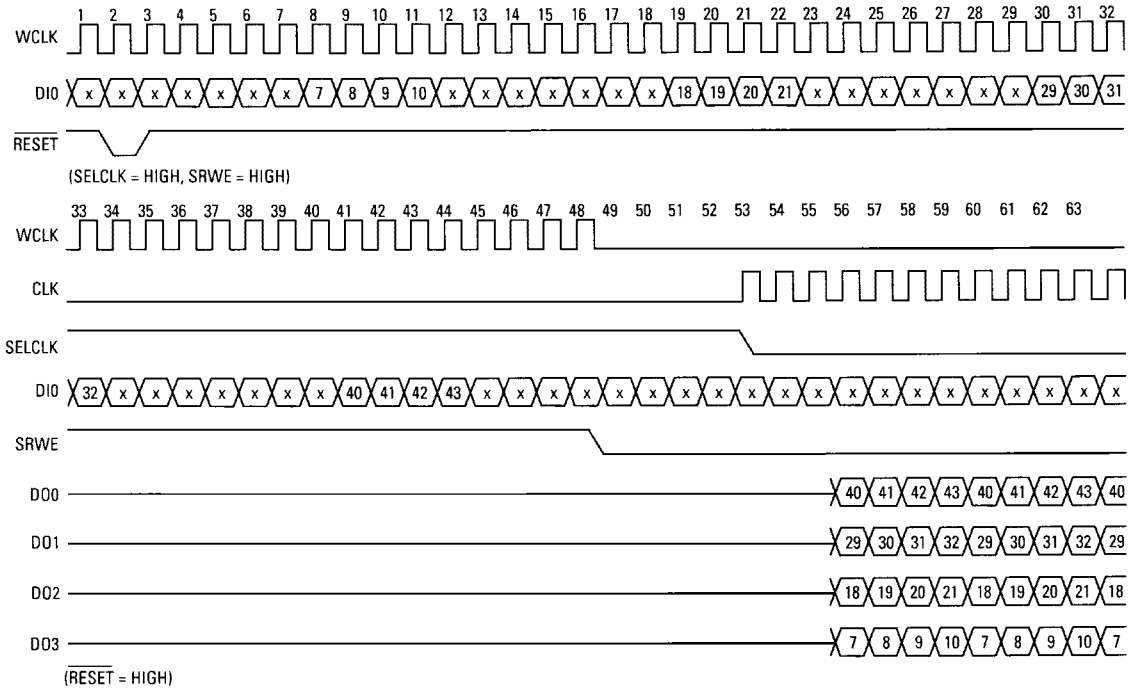 1 2 3 4 5 6 7 8 9 10 11 12 13 14 15 16 17 18 19 20 21 22 23 24 25 26 27 28 29 30 31 32
WCLK
DI0 x x x x x x x 7 8 9 10 x x x x x x x 18 19 20 21 x x x x x x x 29 30 31
RESET
(SELCLK = HIGH, SRWE = HIGH)
33 34 35 36 37 38 39 40 41 42 43 44 45 46 47 48 49 50 51 52 53 54 55 56 57 58 59 60 61 62 63
WCLK
CLK
SELCLK
DI0 32 x x x x x x x 40 41 42 43 x x x x x x x x x x x x x x x x x x x x
SRWE
DO0 40 41 42 43 40 41 42 43 40
DO1 29 30 31 32 29 30 31 32 29
DO2 18 19 20 21 18 19 20 21 18
DO3 7 8 9 10 7 8 9 10 7
(RESET = HIGH)